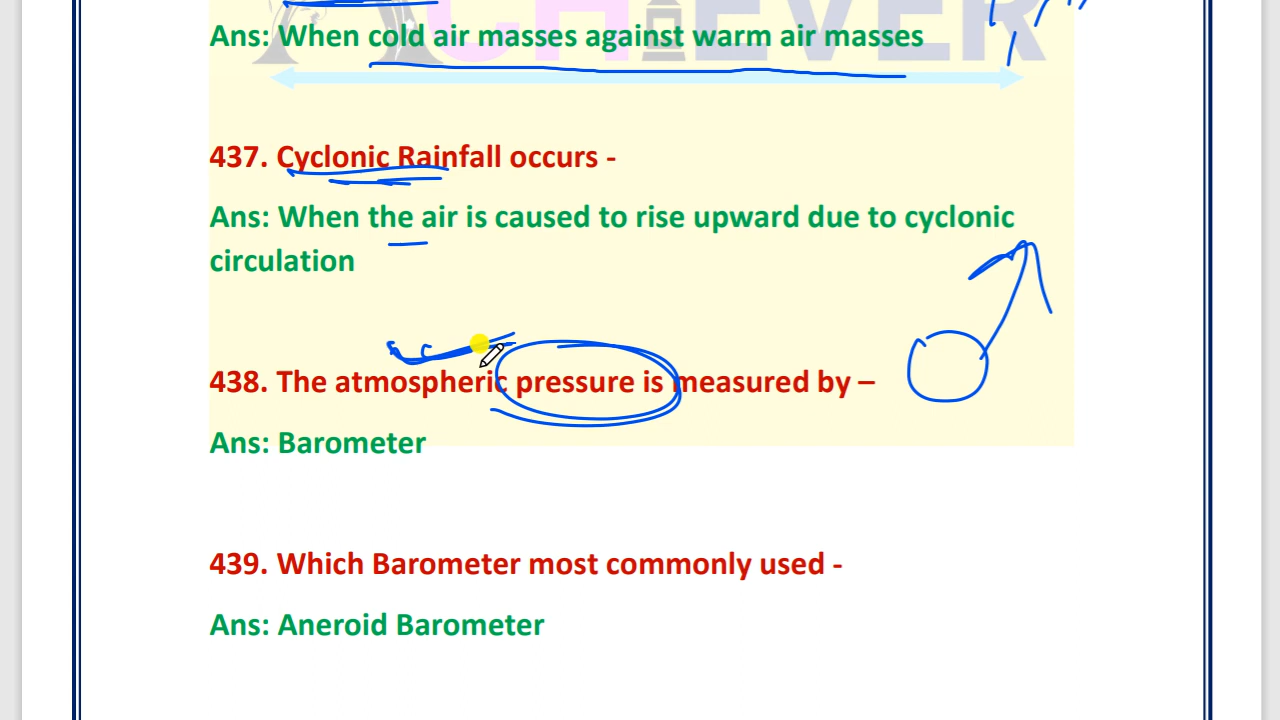 CHIEVER
Ans: When cold air masses against warm air masses
437. Cyclonic Rainfall occurs -
Ans: When the air is caused to rise upward due to cyclonic
circulation
438. The atmospheric pressure is measured by –
Ans: Barometer
439. Which Barometer most commonly used -
Ans: Aneroid Barometer